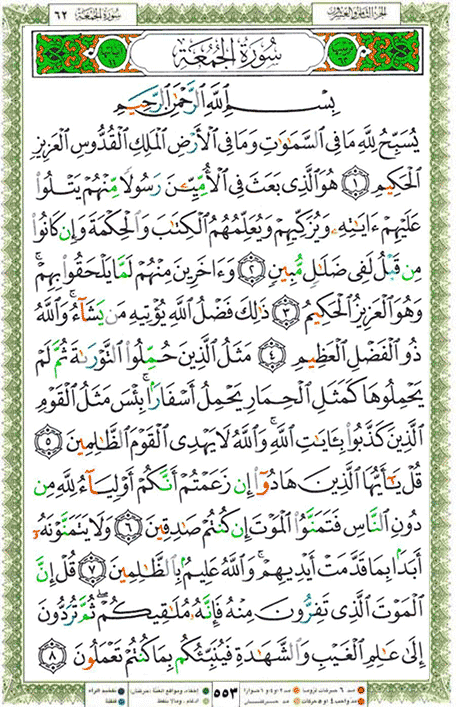 الجزء الثامن والعشرون سورة الجمعة ٦٢
سُورَةُ الجُمُعَةِ
بِسْمِ ٱللَّهِ ٱلرَّحْمَٰنِ ٱلرَّحِيمِ
يُسَبِّحُ لِلَّهِ مَا فِى ٱلسَّمَٰوَٰتِ وَمَا فِى ٱلْأَرْضِ ٱلْمَلِكِ ٱلْقُدُّوسِ ٱلْعَزِيزِ
ٱلْحَكِيمِ ١ هُوَ ٱلَّذِى بَعَثَ فِى ٱلْأُمِّيِّـۧنَ رَسُولًا مِّنْهُمْ يَتْلُوا۟
عَلَيْهِمْ ءَايَٰتِهِۦ وَيُزَكِّيهِمْ وَيُعَلِّمُهُمُ ٱلْكِتَٰبَ وَٱلْحِكْمَةَ وَإِن كَانُوا۟
مِن قَبْلُ لَفِى ضَلَٰلٍ مُّبِينٍ ٢ وَءَاخَرِينَ مِنْهُمْ لَمَّا يَلْحَقُوا۟ بِهِمْ ۚ
وَهُوَ ٱلْعَزِيزُ ٱلْحَكِيمُ ٣ ذَٰلِكَ فَضْلُ ٱللَّهِ يُؤْتِيهِ مَن يَشَآءُ ۚ وَٱللَّهُ
ذُو ٱلْفَضْلِ ٱلْعَظِيمِ ٤ مَثَلُ ٱلَّذِينَ حُمِّلُوا۟ ٱلتَّوْرَىٰةَ ثُمَّ لَمْ
يَحْمِلُوهَا كَمَثَلِ ٱلْحِمَارِ يَحْمِلُ أَسْفَارًۢا ۚ بِئْسَ مَثَلُ ٱلْقَوْمِ
ٱلَّذِينَ كَذَّبُوا۟ بِـَٔايَٰتِ ٱللَّهِ ۚ وَٱللَّهُ لَا يَهْدِى ٱلْقَوْمَ ٱلظَّٰلِمِينَ ٥
قُلْ يَٰٓأَيُّهَا ٱلَّذِينَ هَادُوٓا۟ إِن زَعَمْتُمْ أَنَّكُمْ أَوْلِيَآءُ لِلَّهِ مِن
دُونِ ٱلنَّاسِ فَتَمَنَّوُا۟ ٱلْمَوْتَ إِن كُنتُمْ صَٰدِقِينَ ٦ وَلَا يَتَمَنَّوْنَهُۥٓ
أَبَدًۢا بِمَا قَدَّمَتْ أَيْدِيهِمْ ۚ وَٱللَّهُ عَلِيمٌۢ بِٱلظَّٰلِمِينَ ٧ قُلْ إِنَّ
ٱلْمَوْتَ ٱلَّذِى تَفِرُّونَ مِنْهُ فَإِنَّهُۥ مُلَٰقِيكُمْ ۖ ثُمَّ تُرَدُّونَ
إِلَىٰ عَٰلِمِ ٱلْغَيْبِ وَٱلشَّهَٰدَةِ فَيُنَبِّئُكُم بِمَا كُنتُمْ تَعْمَلُونَ ٨
٥٥٣